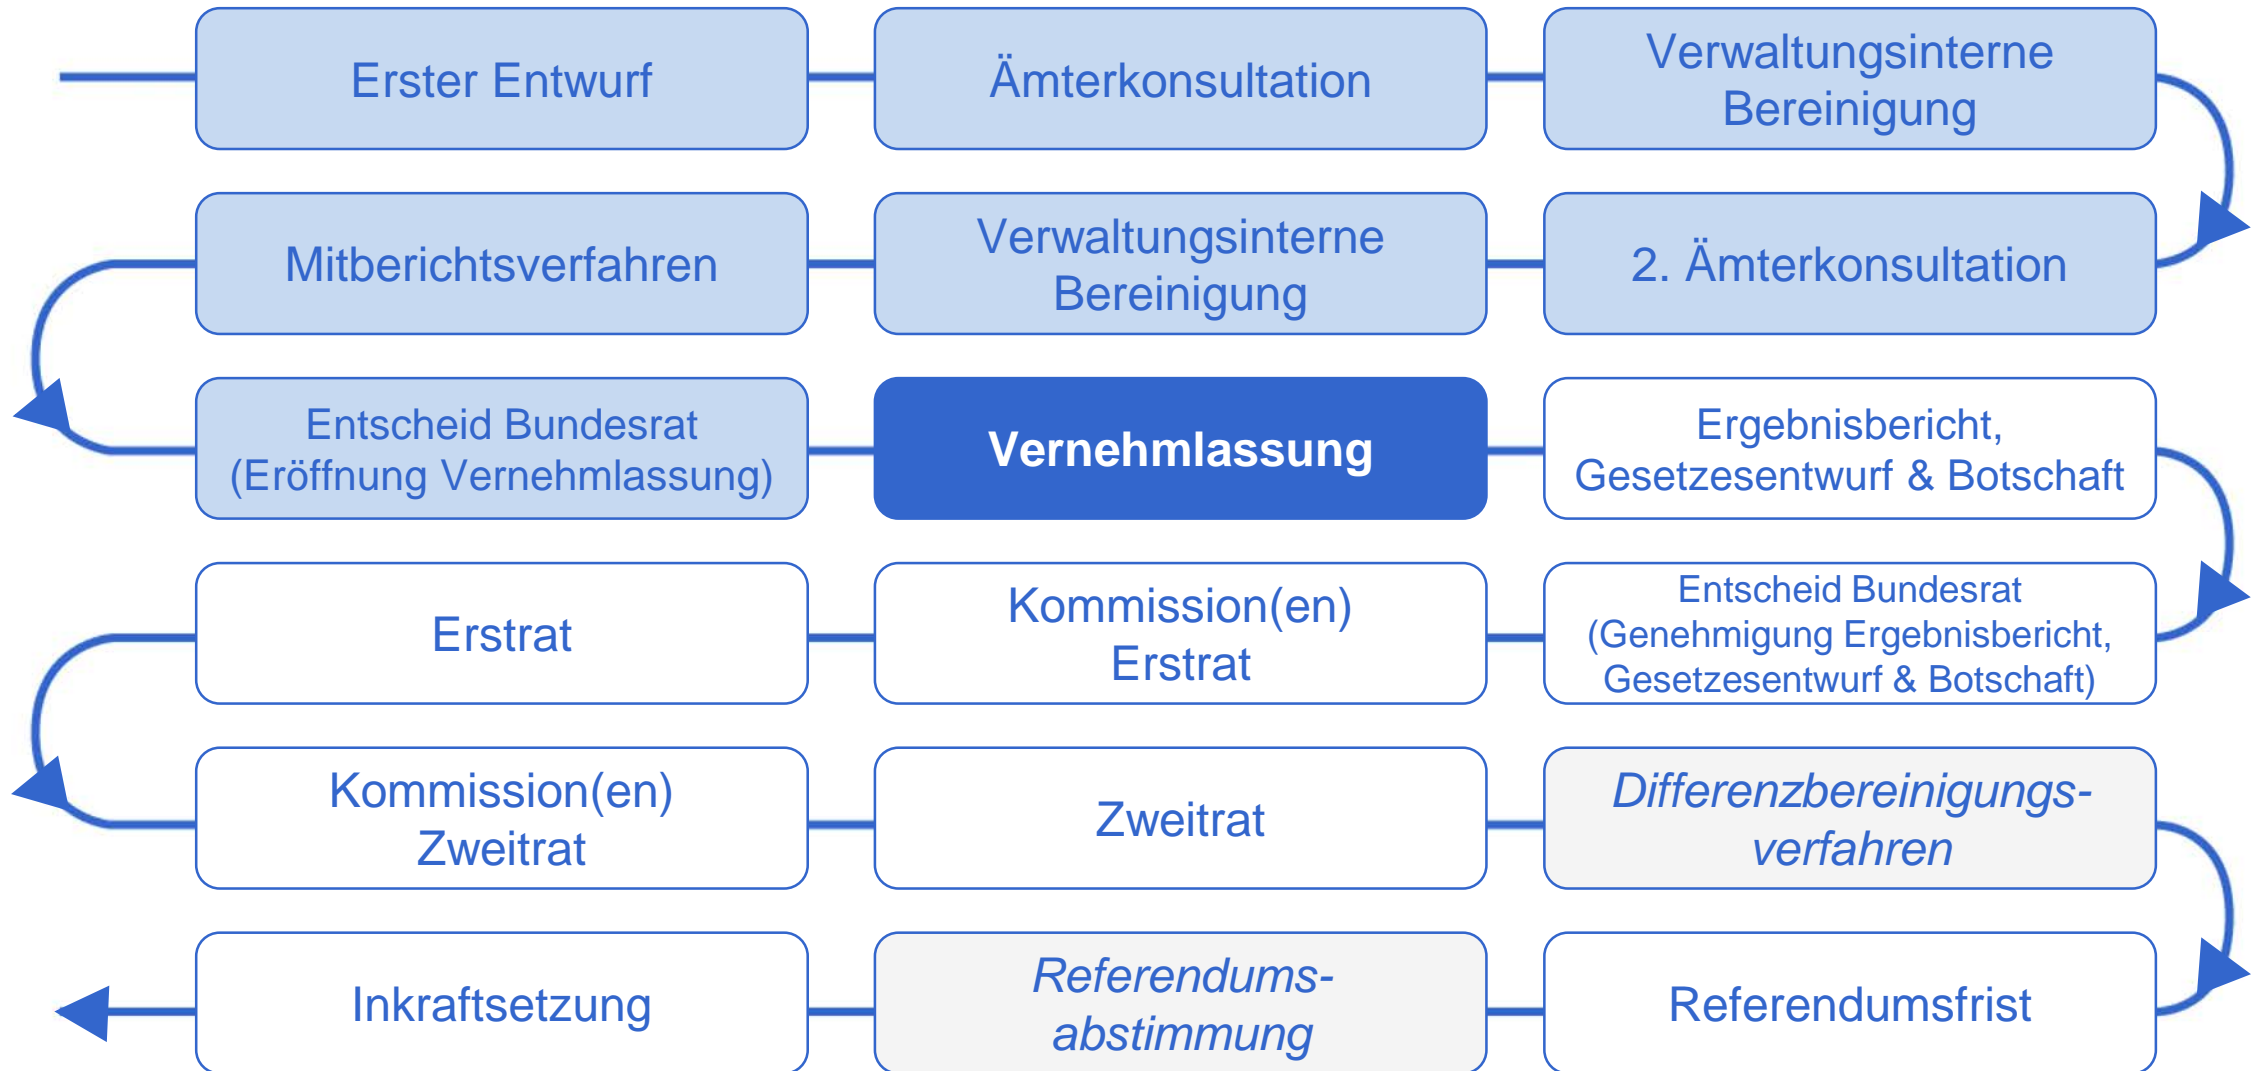 Erster Entwurf
Ämterkonsultation
Verwaltungsinterne
Bereinigung
Mitberichtsverfahren
Verwaltungsinterne
Bereinigung
2. Ämterkonsultation
Entscheid Bundesrat
(Eröffnung Vernehmlassung)
Vernehmlassung
Ergebnisbericht,
Gesetzesentwurf & Botschaft
Erstrat
Kommission(en)
Erstrat
Entscheid Bundesrat
(Genehmigung Ergebnisbericht,
Gesetzesentwurf & Botschaft)
Kommission(en)
Zweitrat
Zweitrat
Differenzbereinigungs-
verfahren
Inkraftsetzung
Referendums-
abstimmung
Referendumsfrist